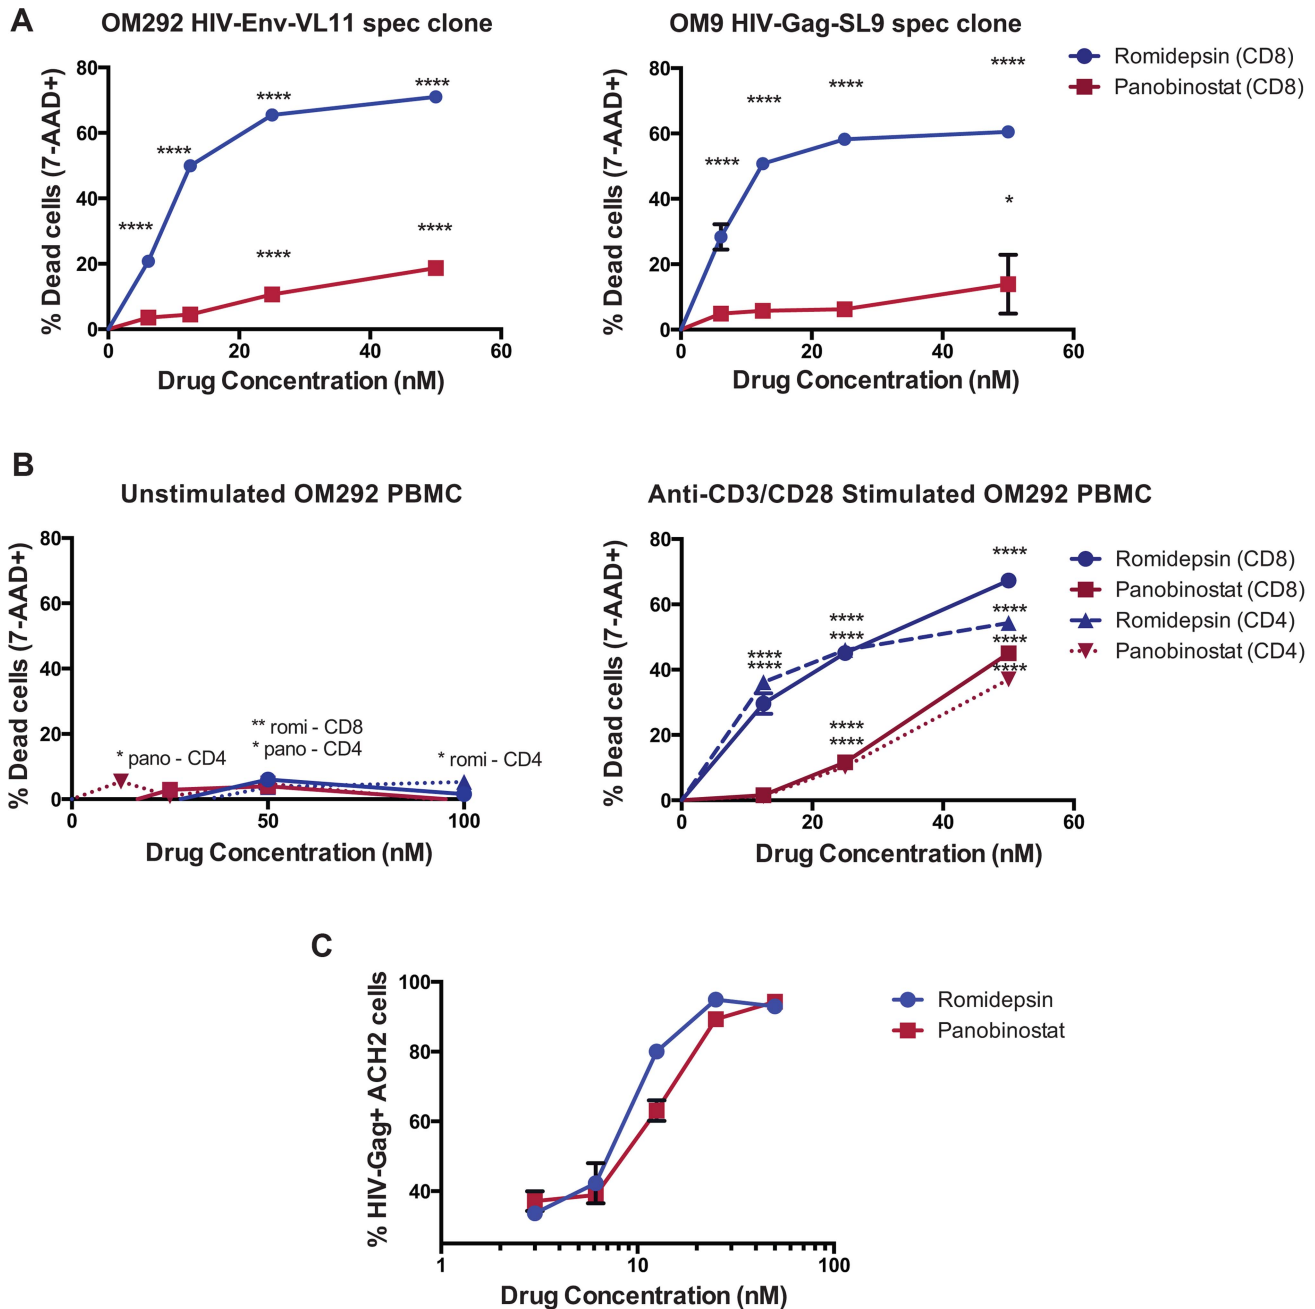 A
OM292 HIV-Env-VL11 spec clone
% Dead cells (7-AAD+)
80
60
40
20
0
0 20 40 60
Drug Concentration (nM)
**** **** **** ****
**** ****
OM9 HIV-Gag-SL9 spec clone
% Dead cells (7-AAD+)
80
60
40
20
0
0 20 40 60
Drug Concentration (nM)
**** **** **** ****
*
Romidepsin (CD8)
Panobinostat (CD8)
B
Unstimulated OM292 PBMC
% Dead cells (7-AAD+)
80
60
40
20
0
0 50 100
Drug Concentration (nM)
* pano - CD4
** romi - CD8
* pano - CD4
* romi - CD4
Anti-CD3/CD28 Stimulated OM292 PBMC
% Dead cells (7-AAD+)
80
60
40
20
0
0 20 40 60
Drug Concentration (nM)
****
****
****
****
****
****
****
****
****
****
Romidepsin (CD8)
Panobinostat (CD8)
Romidepsin (CD4)
Panobinostat (CD4)
C
% HIV-Gag+ ACH2 cells
100
80
60
40
1 10 100
Drug Concentration (nM)
Romidepsin
Panobinostat